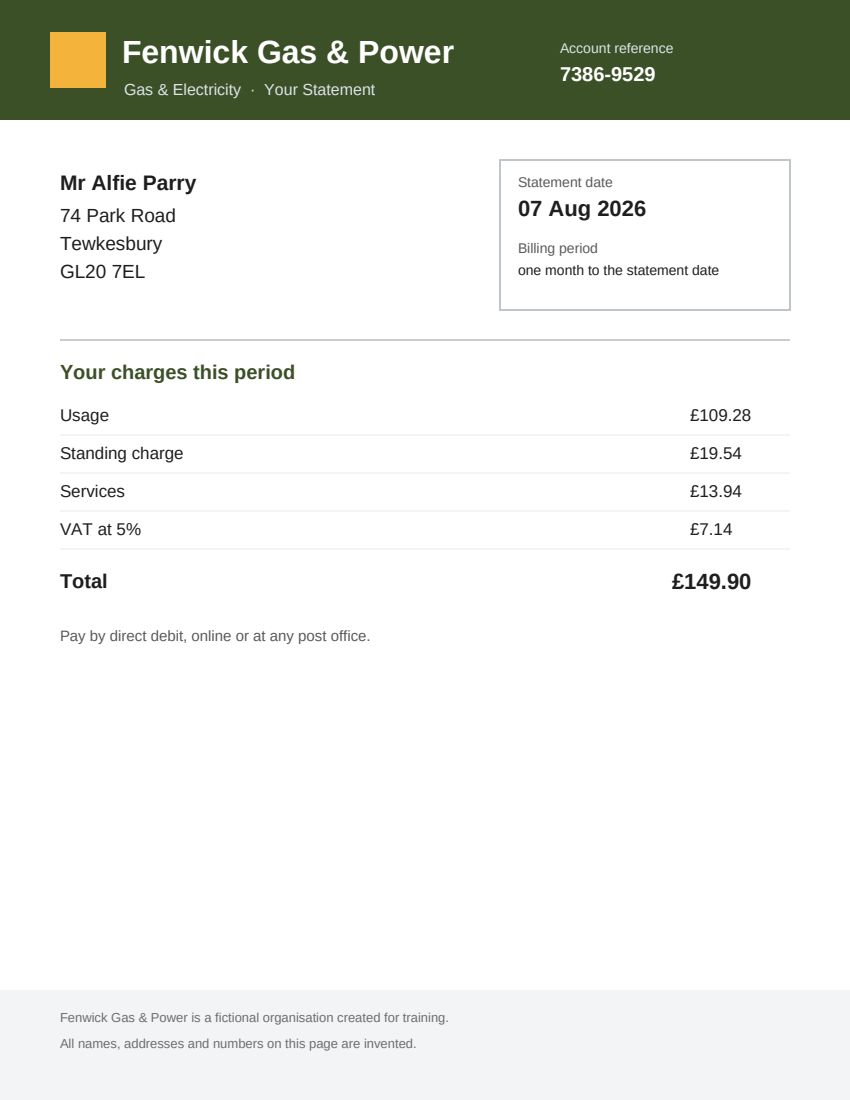 Fenwick Gas & Power
Gas & Electricity · Your Statement
Account reference
7386-9529
Mr Alfie Parry
74 Park Road
Tewkesbury
GL20 7EL
Statement date
07 Aug 2026
Billing period
one month to the statement date
Your charges this period
Usage £109.28
Standing charge £19.54
Services £13.94
VAT at 5% £7.14
Total £149.90
Pay by direct debit, online or at any post office.
Fenwick Gas & Power is a fictional organisation created for training.
All names, addresses and numbers on this page are invented.